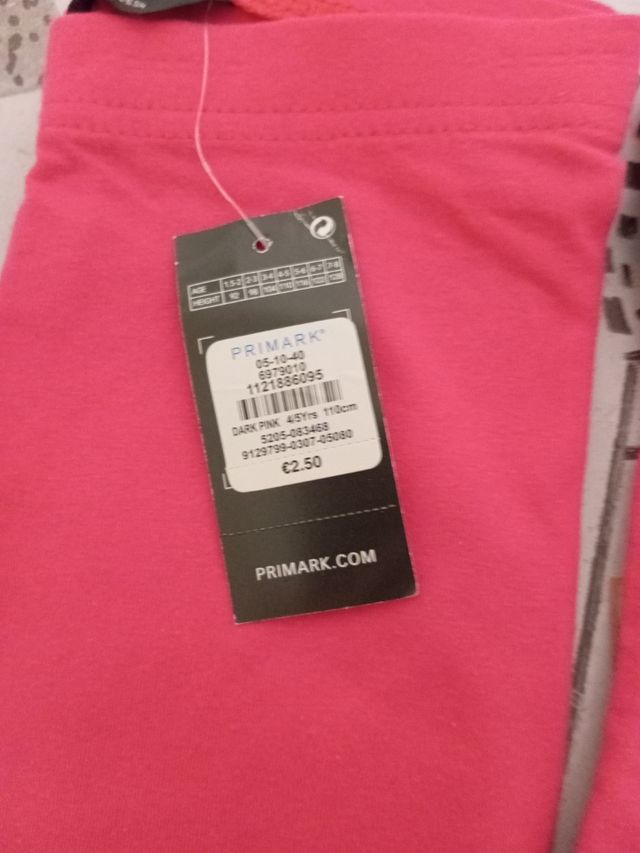 AGE 1.5-2 2-3 3-4 4-5 5-6 6-7 7-8
HEIGHT 92 98 104 110 116 122 128
PRIMARK®
05-10-40
6979010
1121886095
DARK PINK 4/5Yrs 110cm
5205-083468
9129799-0307-05080
€2.50
PRIMARK.COM